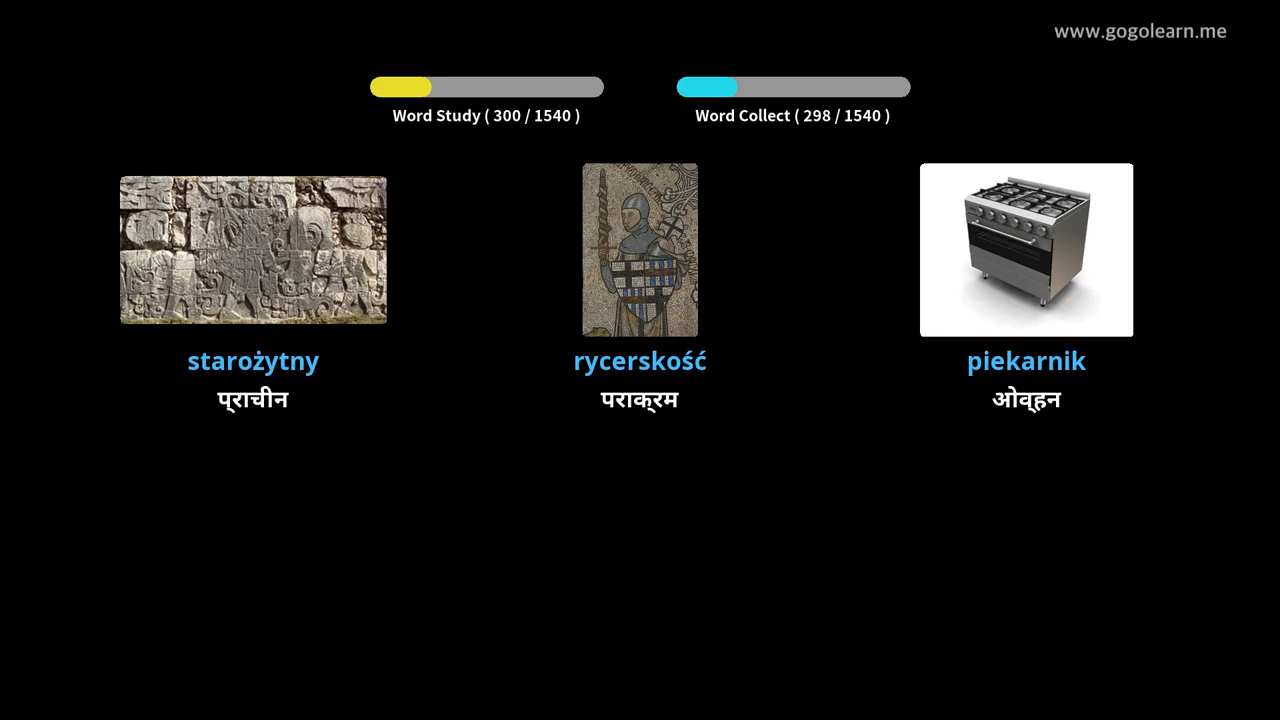 www.gogolearn.me
Word Study ( 300 / 1540 )
Word Collect ( 298 / 1540 )
starożytny
rycerskość
piekarnik
प्राचीन
पराक्रम
ओव्हन